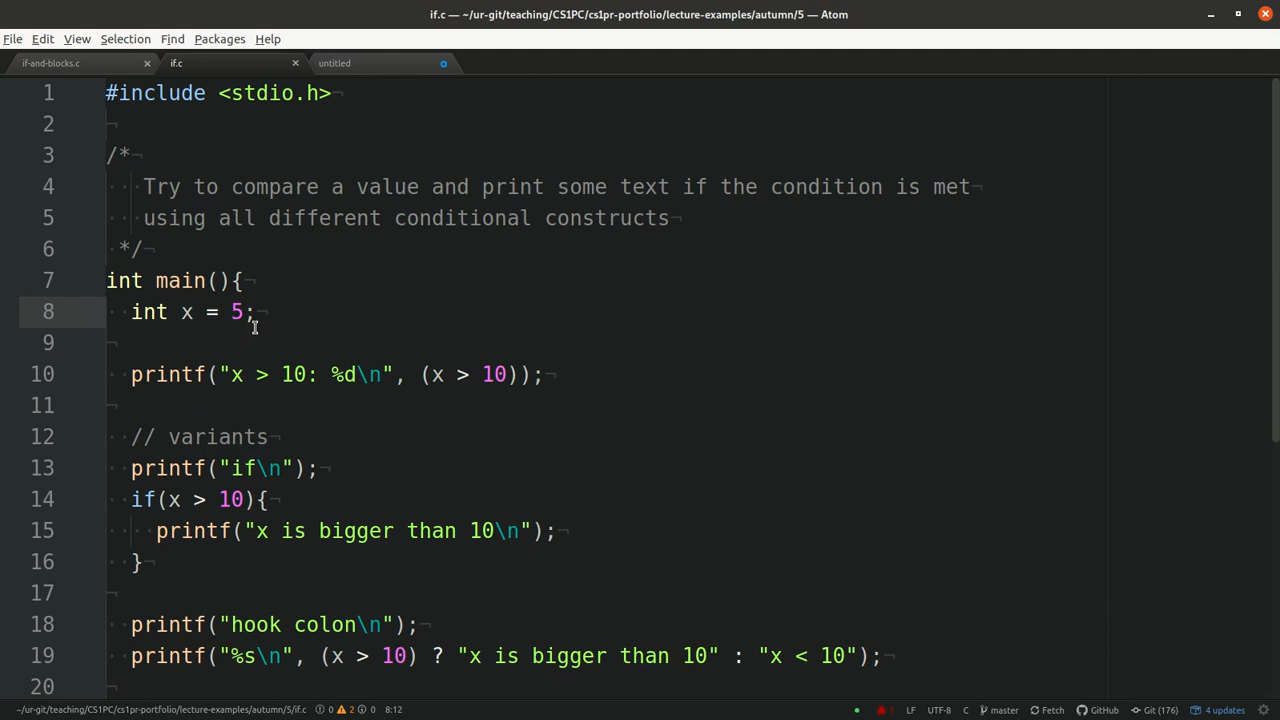 if.c — ~/ur-git/teaching/CS1PC/cs1pr-portfolio/lecture-examples/autumn/5 — Atom
File Edit View Selection Find Packages Help
if-and-blocks.c if.c untitled
1 #include <stdio.h>
2
3 /*
4 Try to compare a value and print some text if the condition is met
5 using all different conditional constructs
6 */
7 int main(){
8 int x = 5;
9
10 printf("x > 10: %d\n", (x > 10));
11
12 // variants
13 printf("if\n");
14 if(x > 10){
15 printf("x is bigger than 10\n");
16 }
17
18 printf("hook colon\n");
19 printf("%s\n", (x > 10) ? "x is bigger than 10" : "x < 10");
20
~/ur-git/teaching/CS1PC/cs1pr-portfolio/lecture-examples/autumn/5/if.c 0 2 0 8:12 LF UTF-8 C master Fetch GitHub Git (176) 4 updates